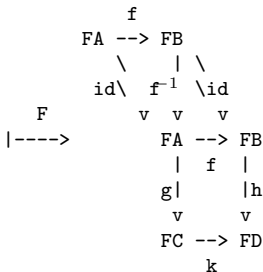 f
FA --> FB
\ | \
id\ f⁻¹ \id
F v v v
|----> FA --> FB
| f |
g| |h
v v
FC --> FD
k